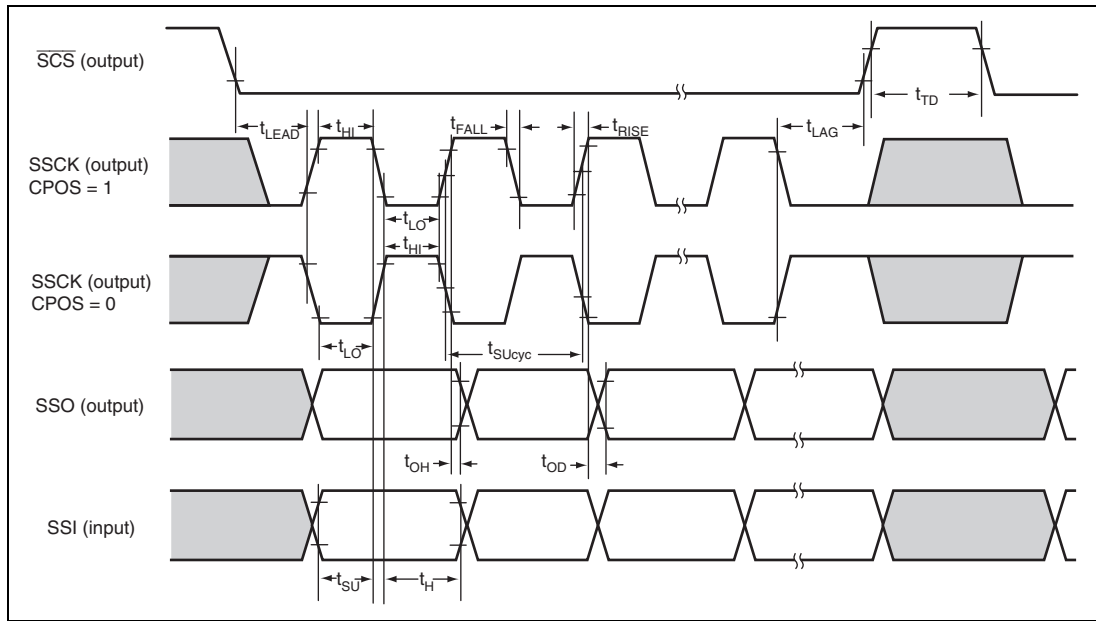 SCS (output)
tTD
tLEAD
tHI
tFALL
tRISE
tLAG
SSCK (output)
CPOS = 1
tLO
tHI
SSCK (output)
CPOS = 0
tLO
tSUcyc
SSO (output)
tOH
tOD
SSI (input)
tSU
tH